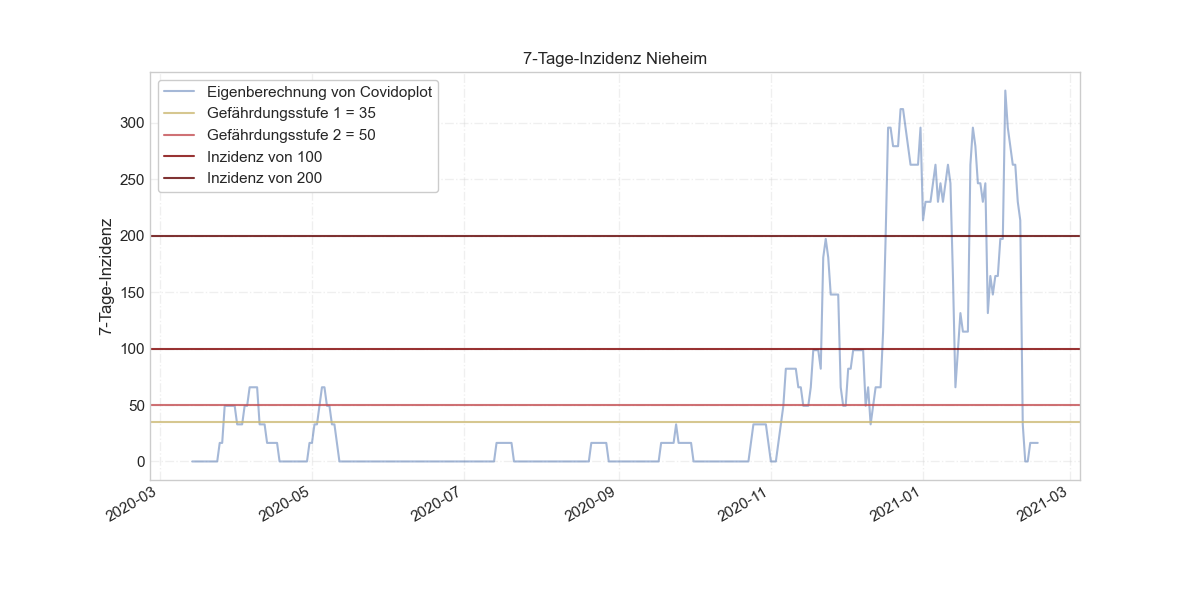 7-Tage-Inzidenz Nieheim
Eigenberechnung von Covidoplot
Gefährdungsstufe 1 = 35
Gefährdungsstufe 2 = 50
Inzidenz von 100
Inzidenz von 200
7-Tage-Inzidenz
300
250
200
150
100
50
0
2020-03
2020-05
2020-07
2020-09
2020-11
2021-01
2021-03